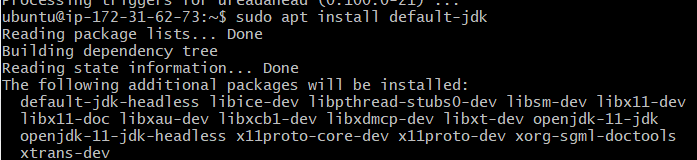 Processing triggers for ureadahead (0.100.0-21) ...
ubuntu@ip-172-31-62-73:~$ sudo apt install default-jdk
Reading package lists... Done
Building dependency tree
Reading state information... Done
The following additional packages will be installed:
  default-jdk-headless libice-dev libpthread-stubs0-dev libsm-dev libx11-dev
  libx11-doc libxau-dev libxcb1-dev libxdmcp-dev libxt-dev openjdk-11-jdk
  openjdk-11-jdk-headless x11proto-core-dev x11proto-dev xorg-sgml-doctools
  xtrans-dev